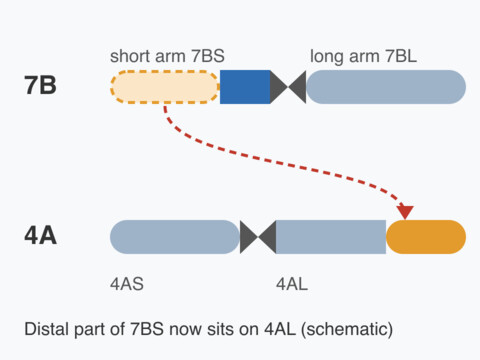 short arm 7BS
long arm 7BL
7B
4A
4AS
4AL
Distal part of 7BS now sits on 4AL (schematic)